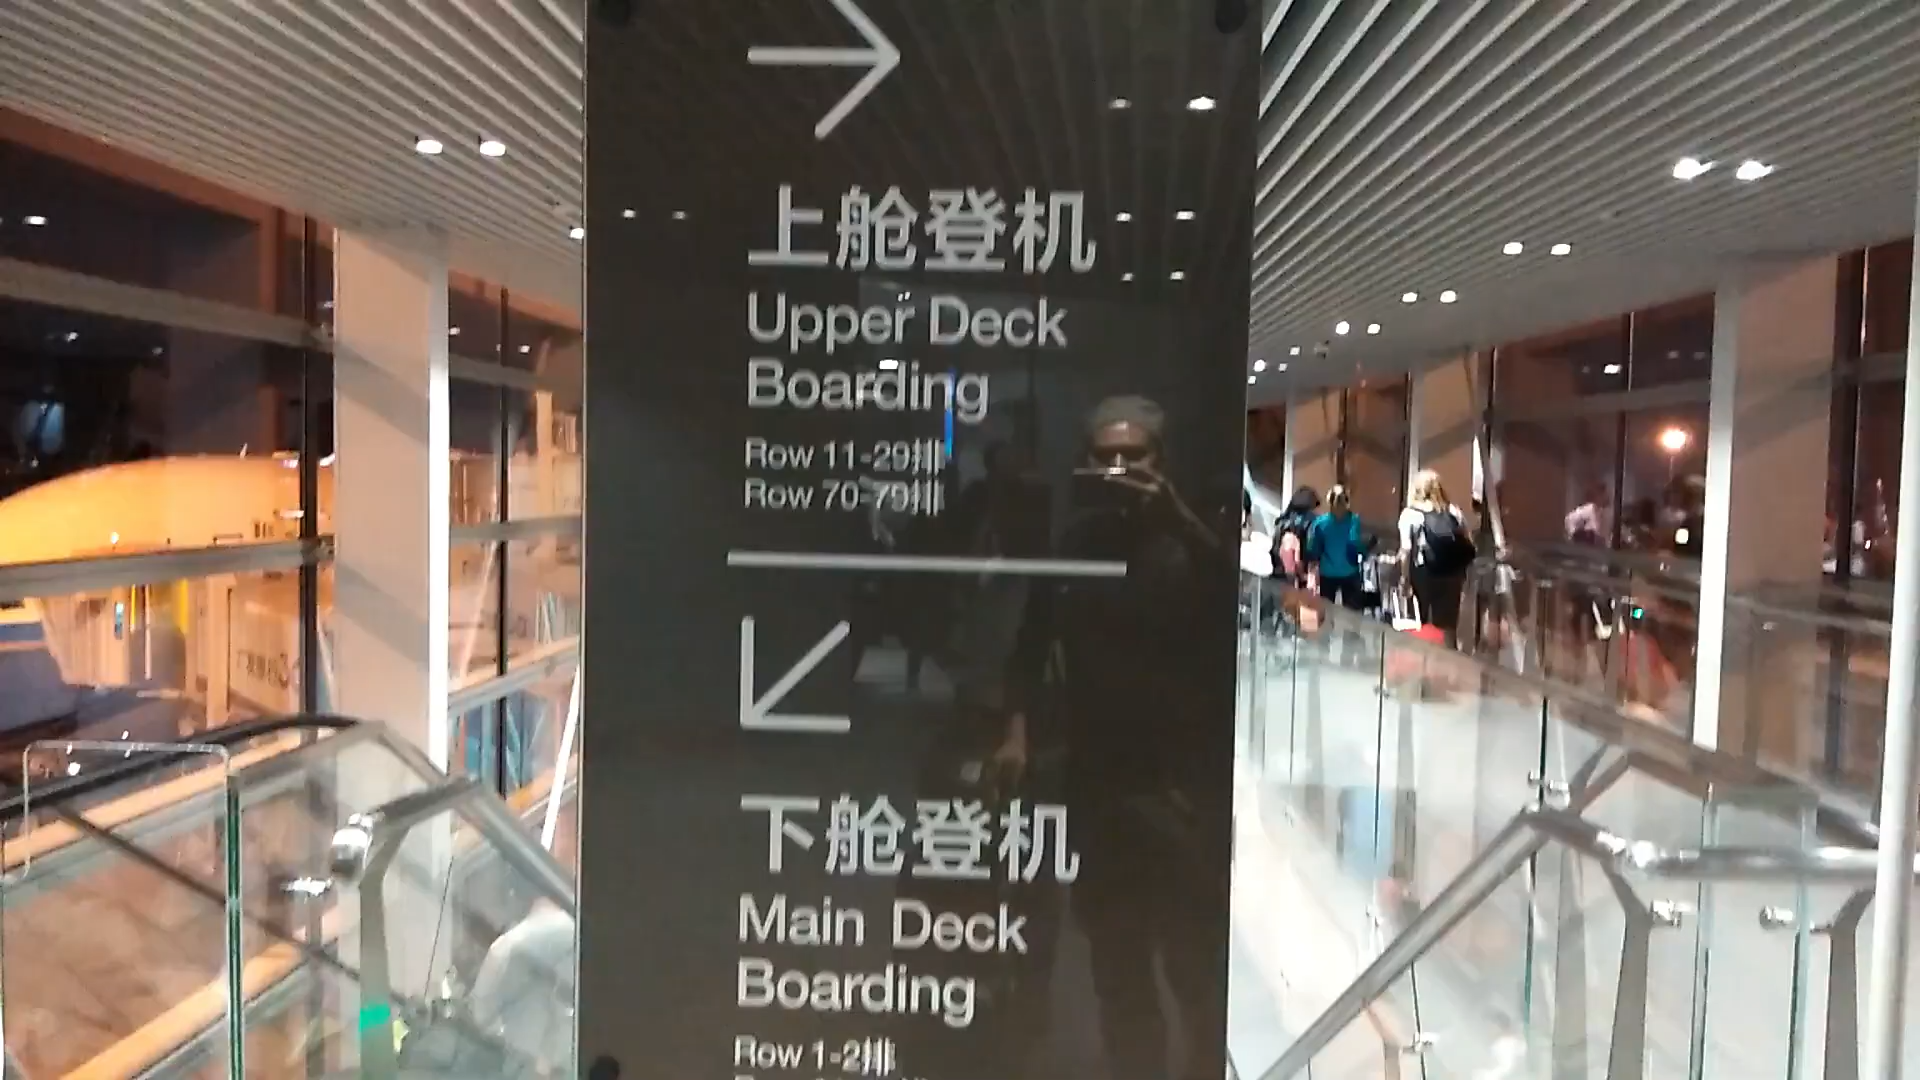 上舱登机
Upper Deck
Boarding
Row 11-29排
Row 70-79排
下舱登机
Main Deck
Boarding
Row 1-2排